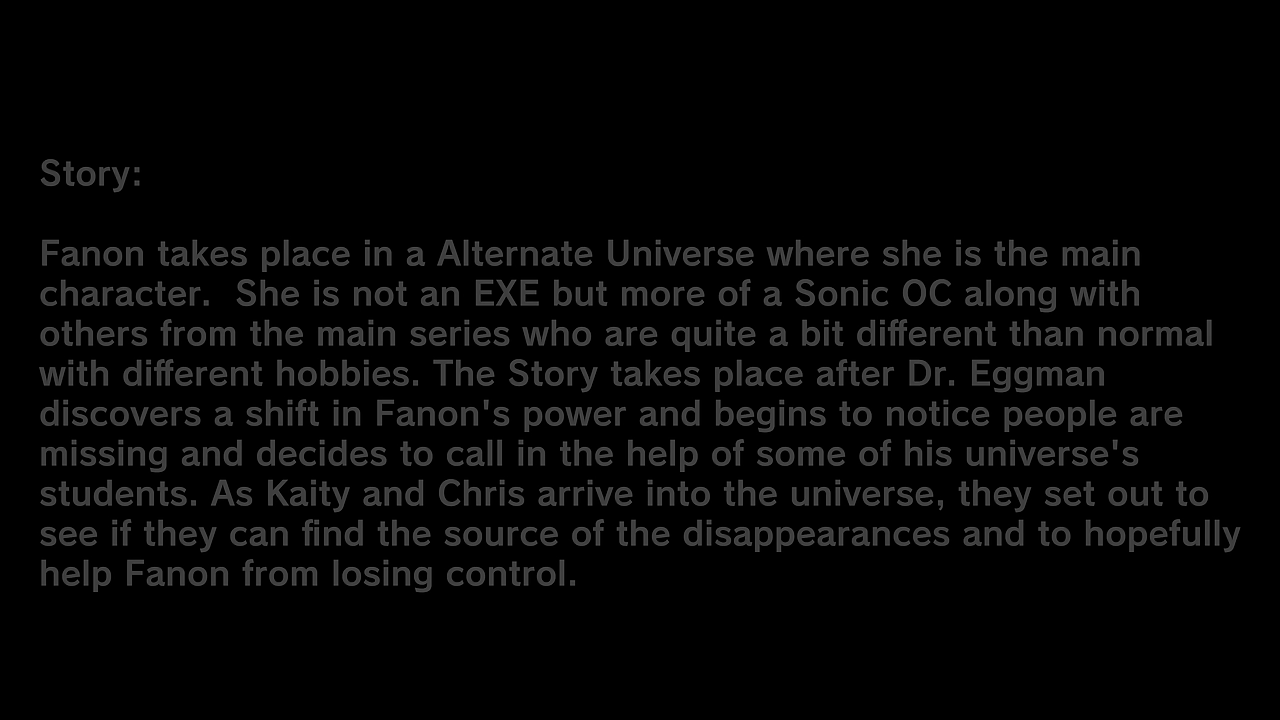 Story:
Fanon takes place in a Alternate Universe where she is the main
character.  She is not an EXE but more of a Sonic OC along with
others from the main series who are quite a bit different than normal
with different hobbies. The Story takes place after Dr. Eggman
discovers a shift in Fanon's power and begins to notice people are
missing and decides to call in the help of some of his universe's
students. As Kaity and Chris arrive into the universe, they set out to
see if they can find the source of the disappearances and to hopefully
help Fanon from losing control.